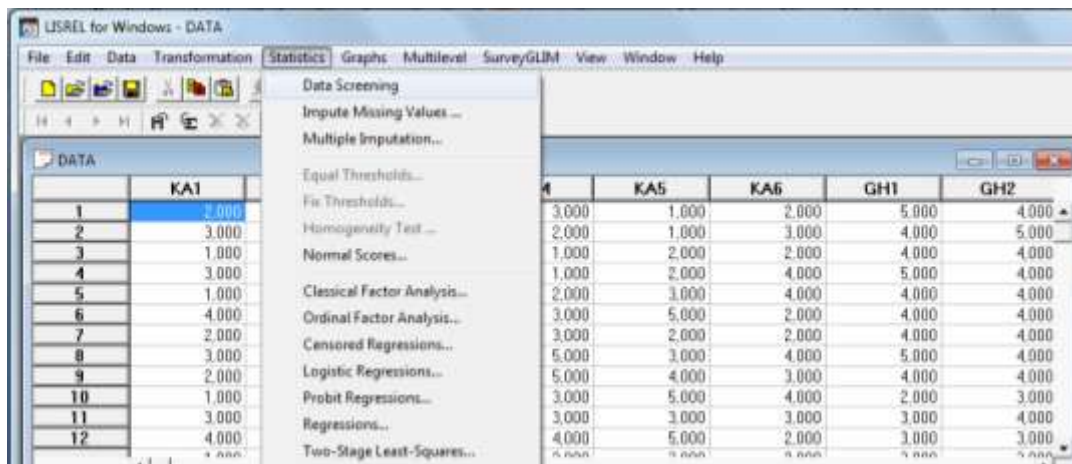 LISREL for Windows - DATA
File Edit Data Transformation Statistics Graphs Multilevel SurveyGLIM View Window Help
Data Screening
Impute Missing Values ...
Multiple Imputation...
Equal Thresholds...
Fix Thresholds...
Homogeneity Test ...
Normal Scores...
Classical Factor Analysis...
Ordinal Factor Analysis...
Censored Regressions...
Logistic Regressions...
Probit Regressions...
Regressions...
Two-Stage Least-Squares...
DATA
KA1 KA5 KA6 GH1 GH2
1 2,000 3,000 1,000 2,000 5,000 4,000
2 3,000 2,000 1,000 3,000 4,000 5,000
3 1,000 1,000 2,000 2,000 4,000 4,000
4 3,000 1,000 2,000 4,000 5,000 4,000
5 1,000 2,000 3,000 4,000 4,000 4,000
6 4,000 3,000 5,000 2,000 4,000 4,000
7 2,000 3,000 2,000 2,000 4,000 4,000
8 3,000 5,000 3,000 4,000 5,000 4,000
9 2,000 5,000 4,000 3,000 4,000 4,000
10 1,000 3,000 5,000 4,000 2,000 3,000
11 3,000 3,000 3,000 3,000 3,000 4,000
12 4,000 4,000 5,000 2,000 3,000 3,000